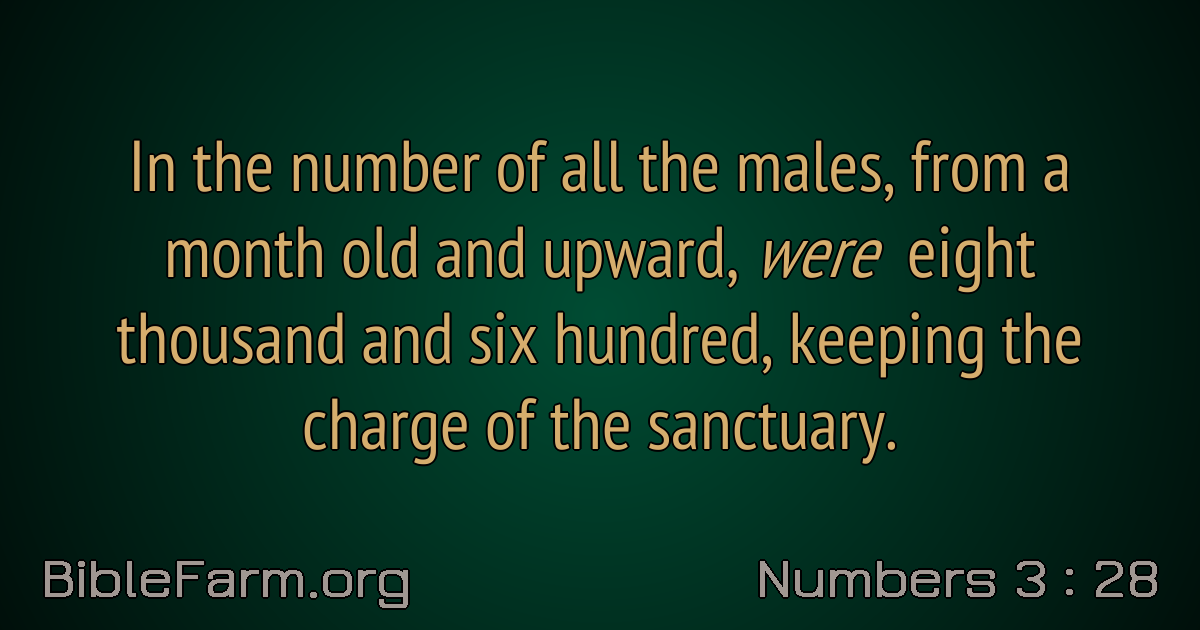 In the number of all the males, from a
month old and upward, were eight
thousand and six hundred, keeping the
charge of the sanctuary.
BibleFarm.org
Numbers 3 : 28